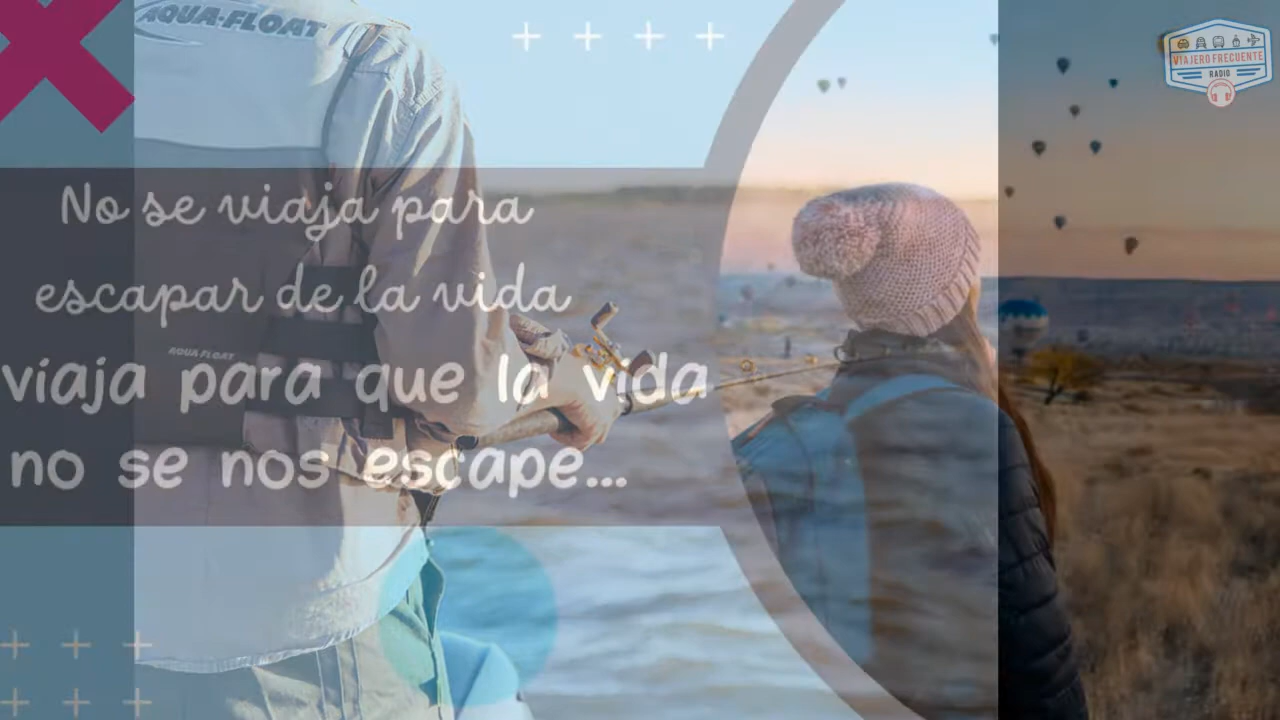 AQUA-FLOAT
VIAJERO FRECUENTE
RADIO
No se viaja para
escapar de la vida
AQUA FLOAT
viaja para que la vida
no se nos escape...